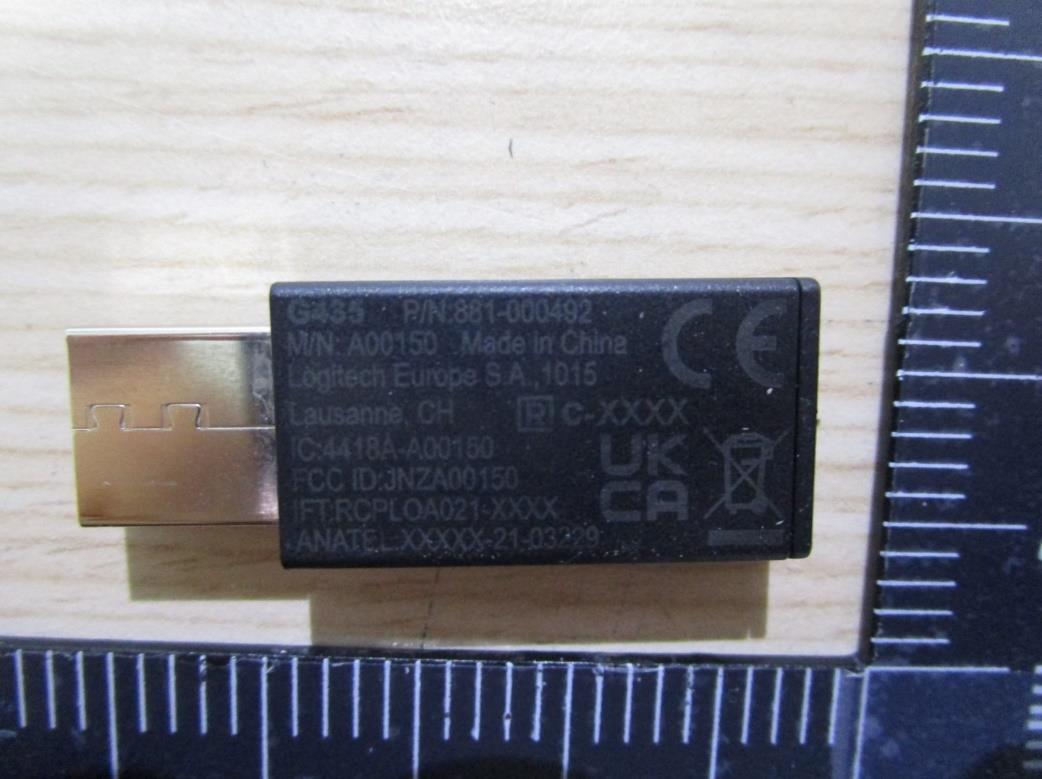 G435 P/N:881-000492
M/N: A00150 Made in China
Logitech Europe S.A.,1015
Lausanne, CH R C-XXXX
IC:4418A-A00150
FCC ID:JNZA00150
IFT:RCPLOA021-XXXX
ANATEL:XXXXX-21-03229
CE
UK
CA